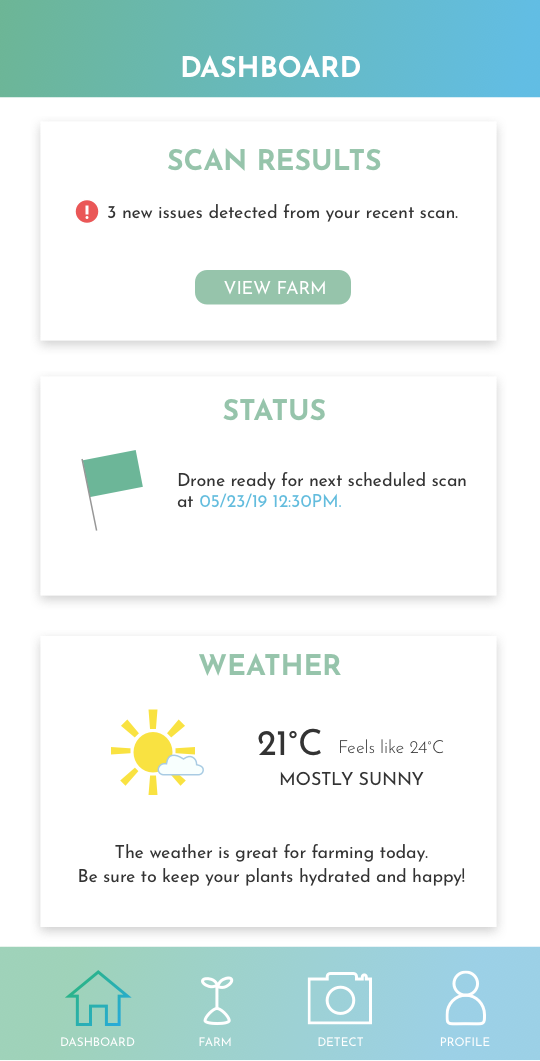 DASHBOARD
SCAN RESULTS
3 new issues detected from your recent scan.
VIEW FARM
STATUS
Drone ready for next scheduled scan
at 05/23/19 12:30PM.
WEATHER
21°C Feels like 24°C
MOSTLY SUNNY
The weather is great for farming today.
Be sure to keep your plants hydrated and happy!
DASHBOARD FARM DETECT PROFILE